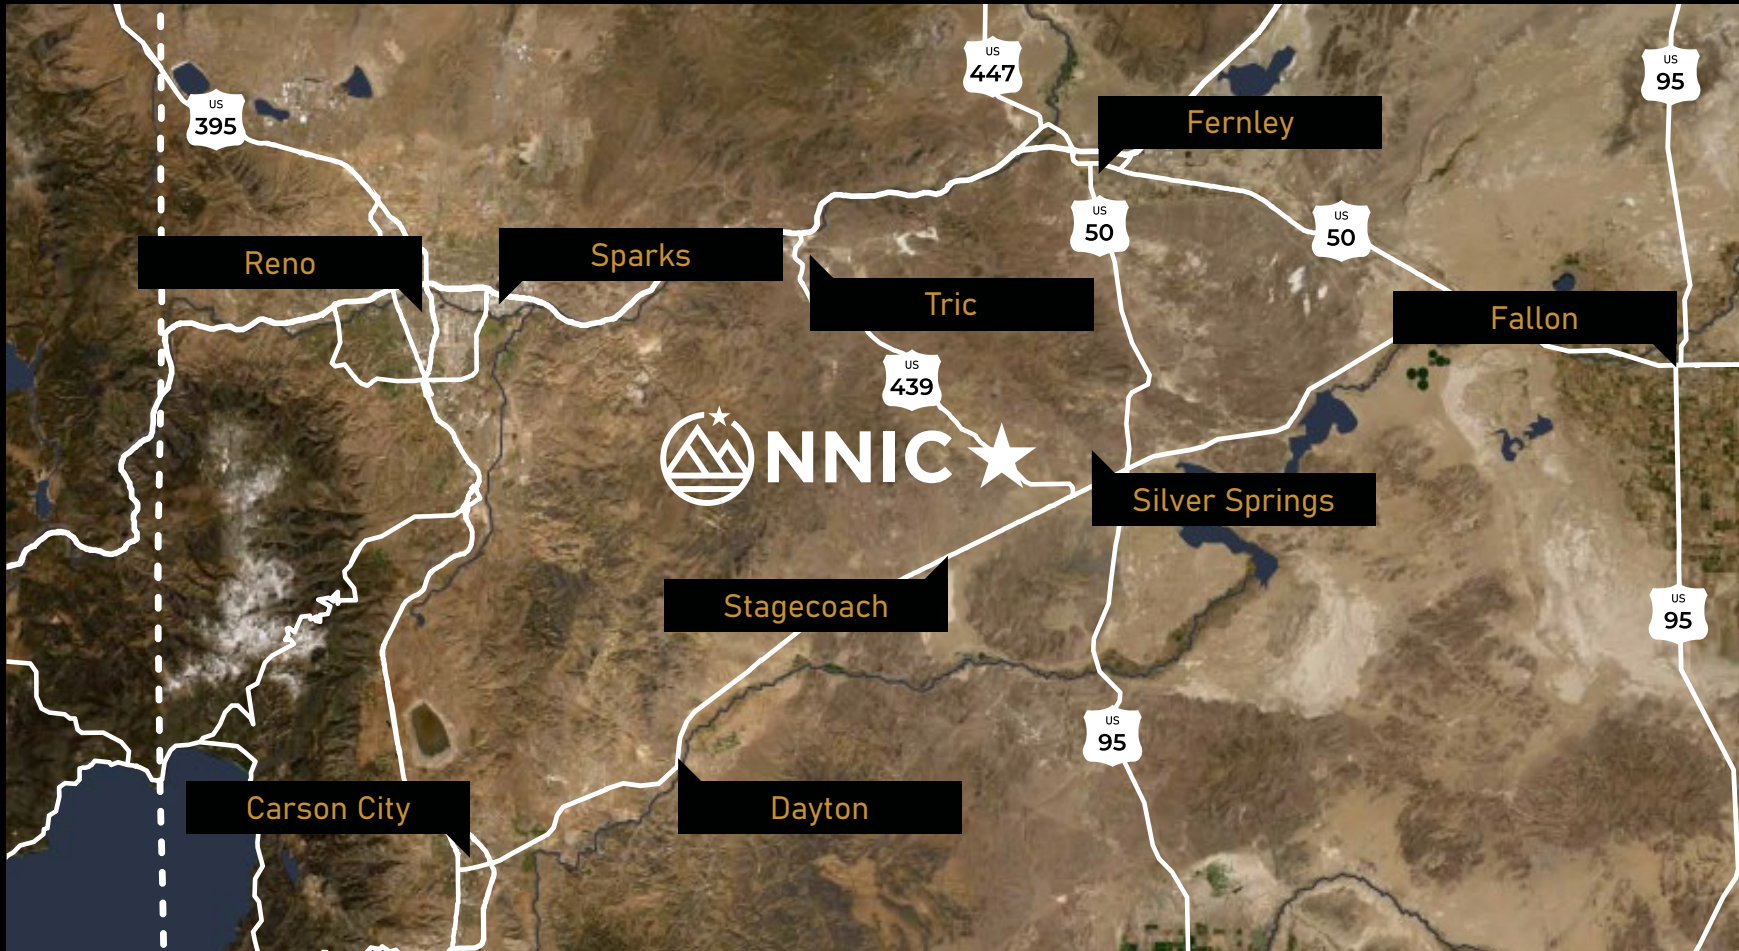 US
447
US
95
US
395
Fernley
US
50
US
50
Reno
Sparks
Tric
Fallon
US
439
NNIC
Silver Springs
Stagecoach
US
95
US
95
Carson City
Dayton